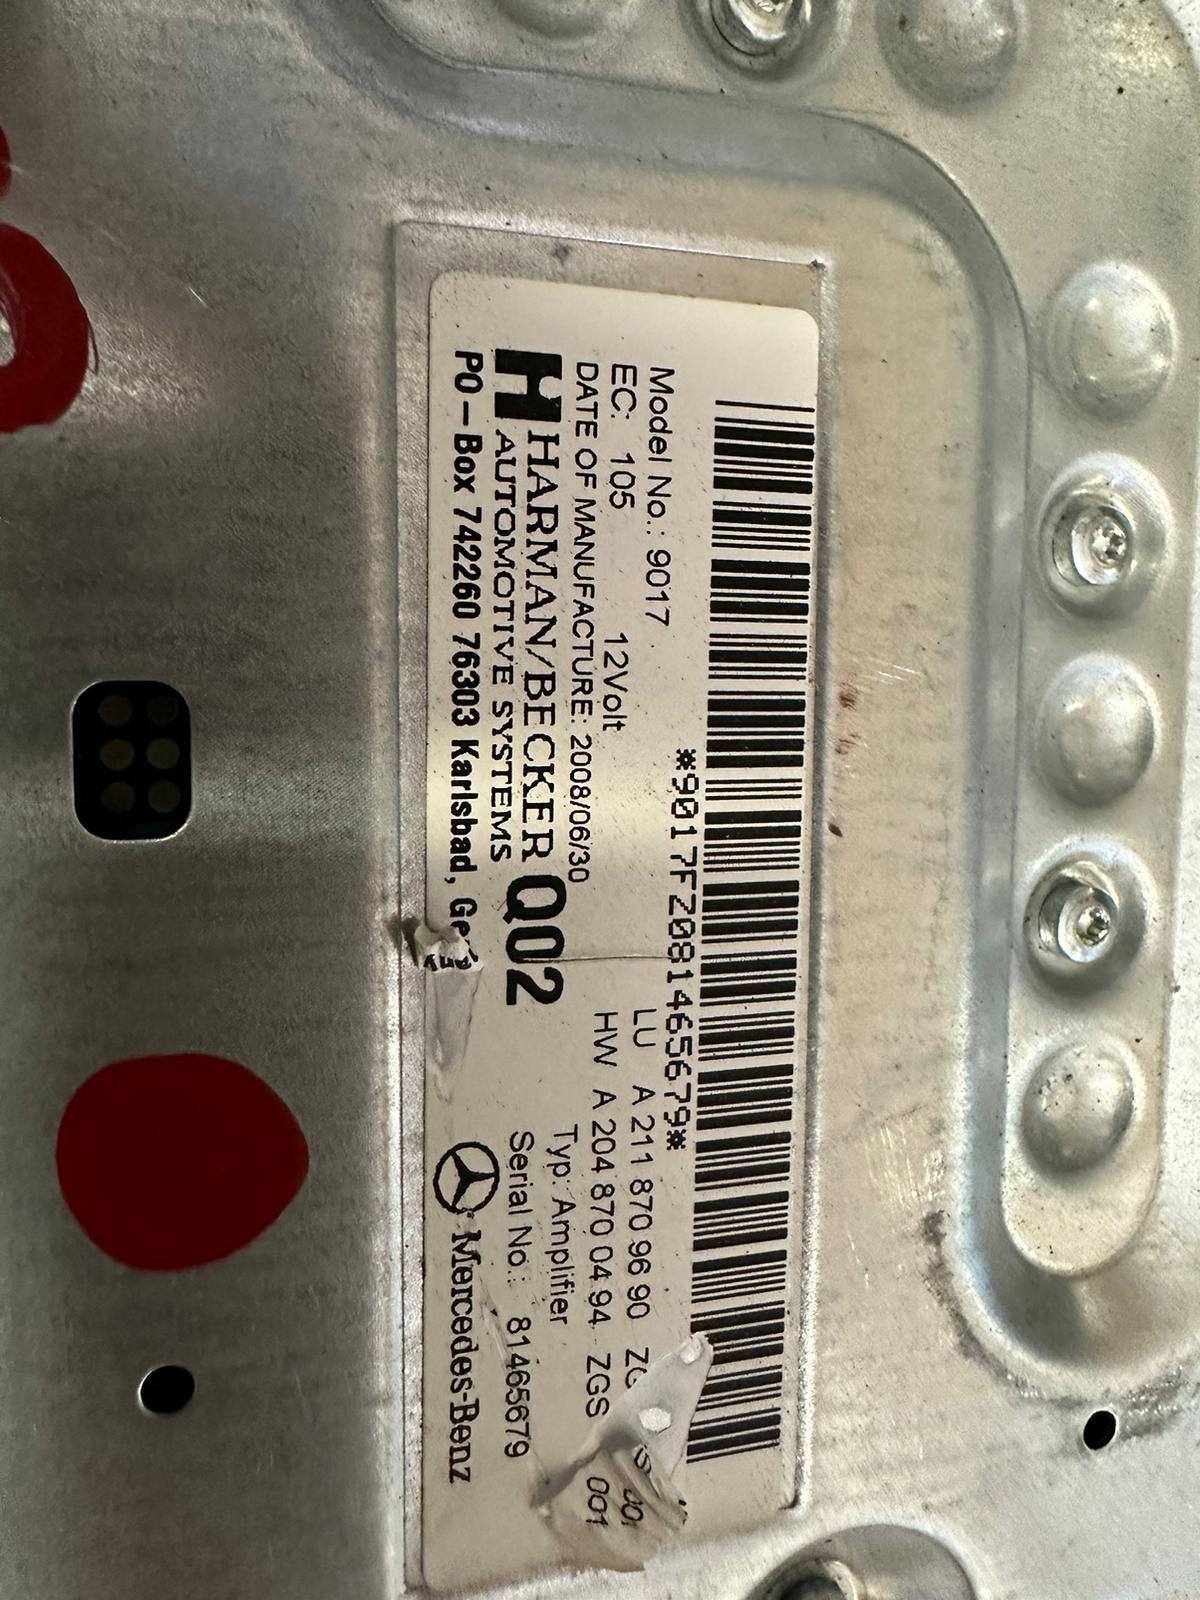 *9017FZ081465679*
Model No.: 9017
EC: 105 12Volt
DATE OF MANUFACTURE: 2008/06/30
HARMAN/BECKER Q02
AUTOMOTIVE SYSTEMS
PO-Box 742260 76303 Karlsbad,
LU A 211 870 96 90
HW A 204 870 04 94 ZGS 001
Typ: Amplifier
Serial No.: 81465679
Mercedes-Benz